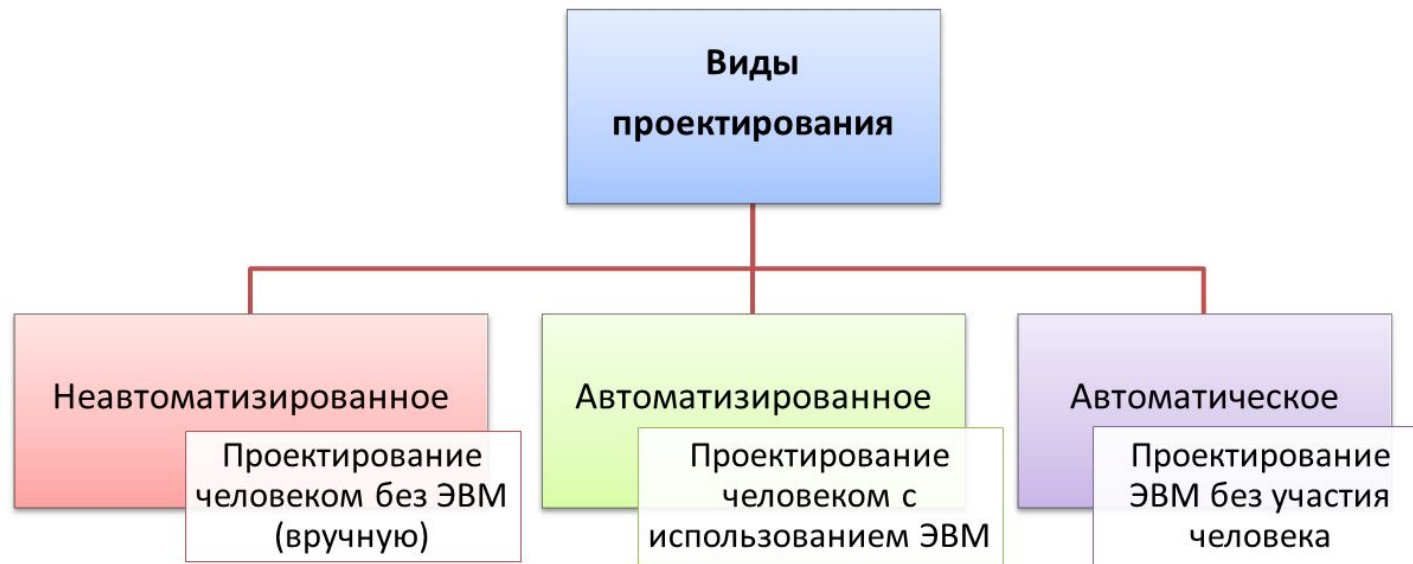 Виды
проектирования
Неавтоматизированное
Проектирование
человеком без ЭВМ
(вручную)
Автоматизированное
Проектирование
человеком с
использованием ЭВМ
Автоматическое
Проектирование
ЭВМ без участия
человека